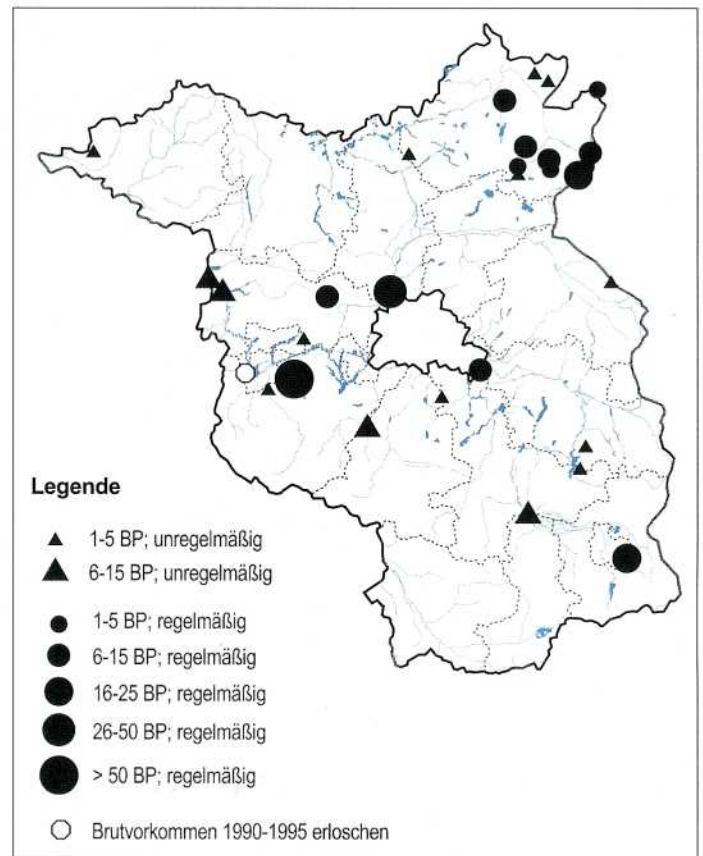 Legende
1-5 BP; unregelmäßig
6-15 BP; unregelmäßig
1-5 BP; regelmäßig
6-15 BP; regelmäßig
16-25 BP; regelmäßig
26-50 BP; regelmäßig
> 50 BP; regelmäßig
Brutvorkommen 1990-1995 erloschen